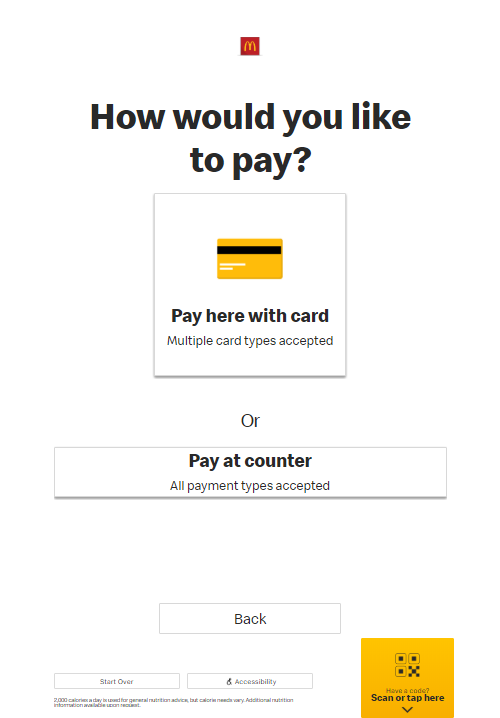 How would you like
to pay?
Pay here with card
Multiple card types accepted
Or
Pay at counter
All payment types accepted
Back
Have a code?
Scan or tap here
Start Over
Accessibility
2,000 calories a day is used for general nutrition advice, but calorie needs vary. Additional nutrition
information available upon request.